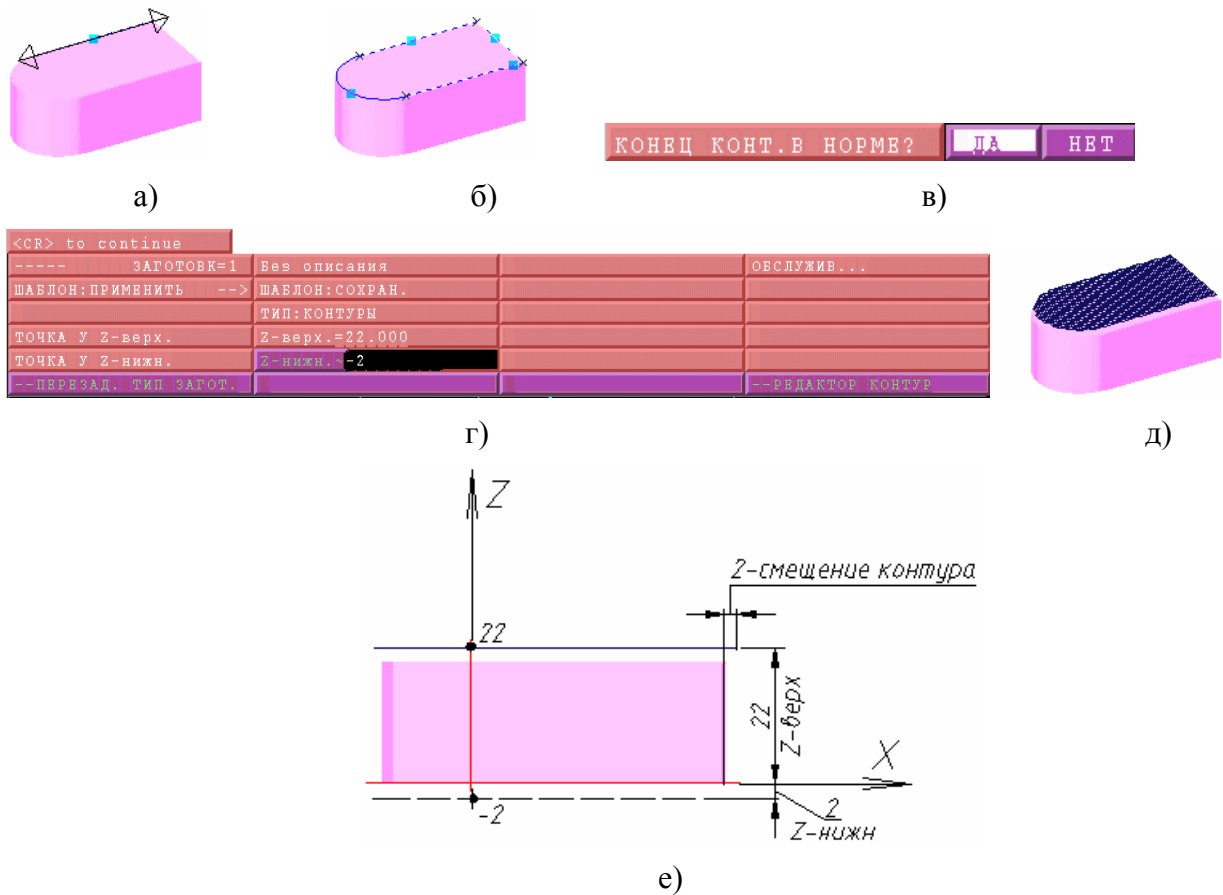 а)
б)
КОНЕЦ КОНТ.В НОРМЕ? ДА НЕТ
в)
<CR> to continue
----- ЗАГОТОВК=1 Без описания ОБСЛУЖИВ...
ШАБЛОН:ПРИМЕНИТЬ --> ШАБЛОН:СОХРАН.
ТИП:КОНТУРЫ
ТОЧКА У Z-верх. Z-верх.=22.000
ТОЧКА У Z-нижн. Z-нижн.~-2
--ПЕРЕЗАД. ТИП ЗАГОТ. --РЕДАКТОР КОНТУР
г)
д)
Z
2-смещение контура
22
22
Z-верх
X
-2
2
Z-нижн
е)